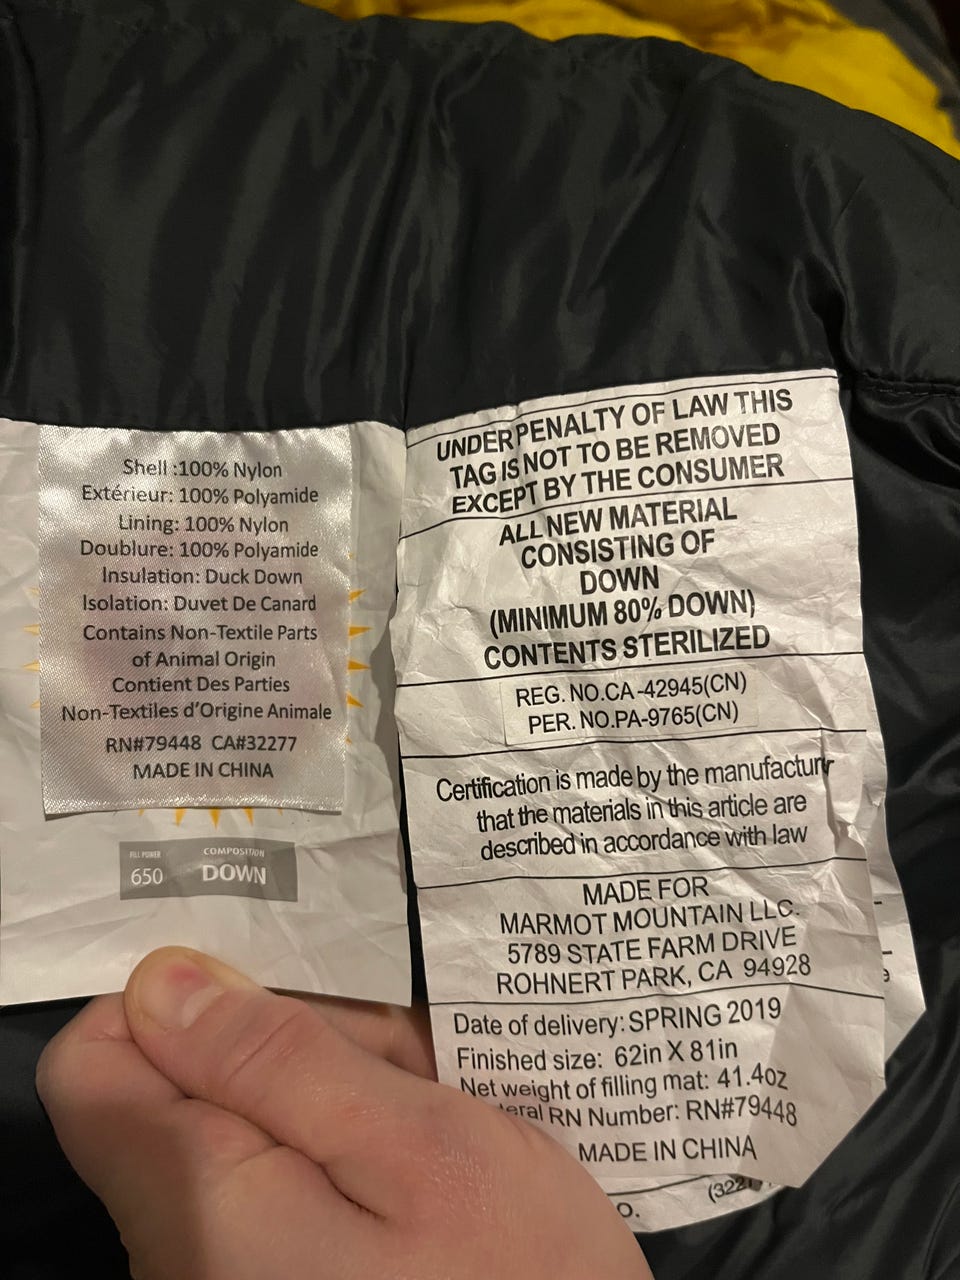 Shell :100% Nylon
Extérieur: 100% Polyamide
Lining: 100% Nylon
Doublure: 100% Polyamide
Insulation: Duck Down
Isolation: Duvet De Canard
Contains Non-Textile Parts
of Animal Origin
Contient Des Parties
Non-Textiles d'Origine Animale
RN#79448 CA#32277
MADE IN CHINA
FILL POWER
650
COMPOSITION
DOWN
UNDER PENALTY OF LAW THIS
TAG IS NOT TO BE REMOVED
EXCEPT BY THE CONSUMER
ALL NEW MATERIAL
CONSISTING OF
DOWN
(MINIMUM 80% DOWN)
CONTENTS STERILIZED
REG. NO.CA-42945(CN)
PER. NO.PA-9765(CN)
Certification is made by the
that the materials in this article are
described in accordance with law
MADE FOR
MARMOT MOUNTAIN LLC.
5789 STATE FARM DRIVE
ROHNERT PARK, CA 94928
Date of delivery: SPRING 2019
Finished size: 62in X 81in
Net weight of filling mat: 41.4oz
RN Number: RN#79448
MADE IN CHINA